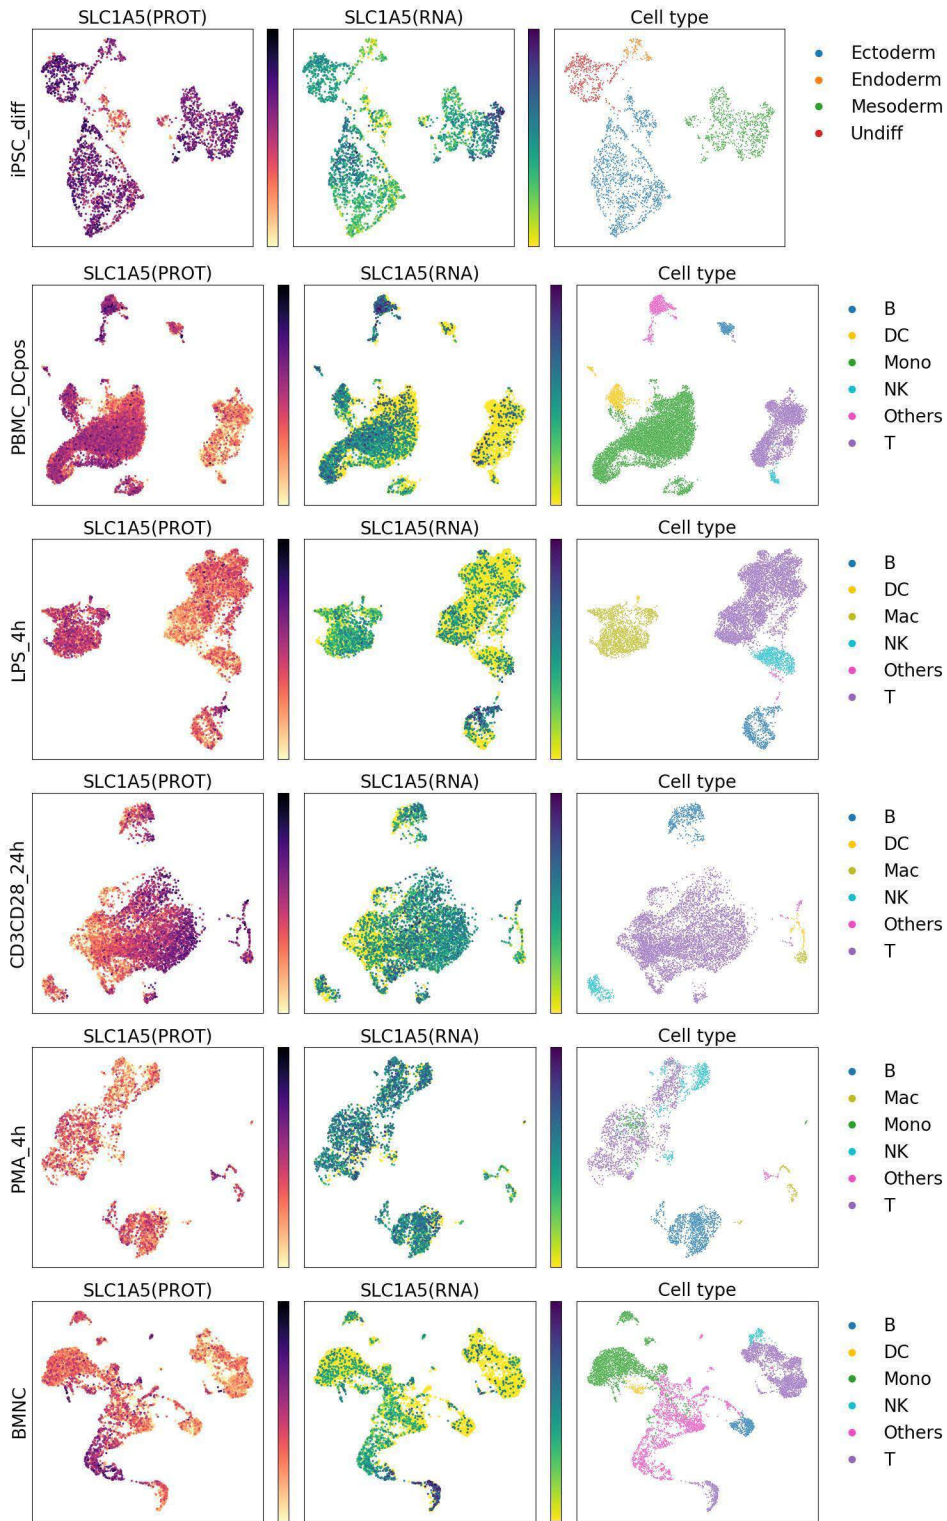 SLC1A5(PROT) SLC1A5(RNA) Cell type
iPSC_diff
Ectoderm
Endoderm
Mesoderm
Undiff
SLC1A5(PROT) SLC1A5(RNA) Cell type
PBMC_DCpos
B
DC
Mono
NK
Others
T
SLC1A5(PROT) SLC1A5(RNA) Cell type
LPS_4h
B
DC
Mac
NK
Others
T
SLC1A5(PROT) SLC1A5(RNA) Cell type
CD3CD28_24h
B
DC
Mac
NK
Others
T
SLC1A5(PROT) SLC1A5(RNA) Cell type
PMA_4h
B
Mac
Mono
NK
Others
T
SLC1A5(PROT) SLC1A5(RNA) Cell type
BMNC
B
DC
Mono
NK
Others
T